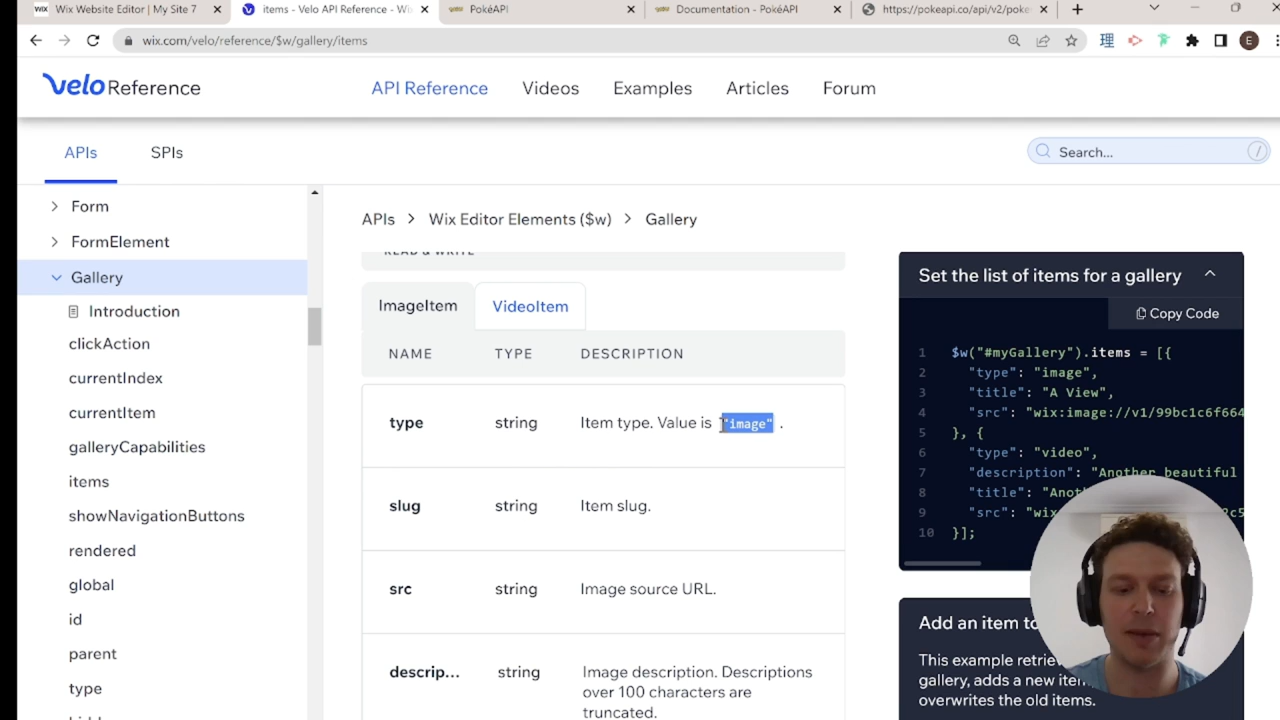 WIX Wix Website Editor | My Site 7
items - Velo API Reference - Wi
PokéAPI
Documentation - PokéAPI
https://pokeapi.co/api/v2/poke
wix.com/velo/reference/$w/gallery/items
E
velo Reference
API Reference
Videos
Examples
Articles
Forum
APIs
SPIs
Search...
/
Form
FormElement
Gallery
Introduction
clickAction
currentIndex
currentItem
galleryCapabilities
items
showNavigationButtons
rendered
global
id
parent
type
APIs > Wix Editor Elements ($w) > Gallery
READ & WRITE
ImageItem
VideoItem
NAME TYPE DESCRIPTION
type string Item type. Value is "image" .
slug string Item slug.
src string Image source URL.
descrip... string Image description. Descriptions
over 100 characters are
truncated.
Set the list of items for a gallery
Copy Code
1 $w("#myGallery").items = [{
2 "type": "image",
3 "title": "A View",
4 "src": "wix:image://v1/99bc1c6f664
5 }, {
6 "type": "video",
7 "description": "Another beautiful
8 "title": "Anot
9 "src": "wi
10 }];
Add an item to
This example retriev
gallery, adds a new item
overwrites the old items.